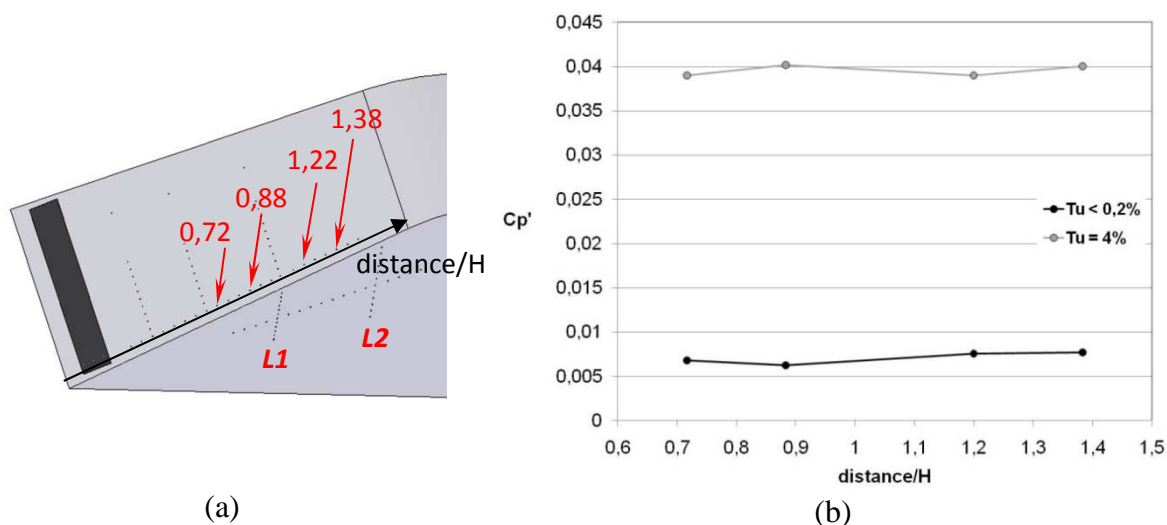 1,38
1,22
0,88
0,72
distance/H
L1
L2
(a)
0,045
0,04
0,035
0,03
0,025
Cp'
0,02
0,015
0,01
0,005
0
Tu < 0,2%
Tu = 4%
0,6 0,7 0,8 0,9 1 1,1 1,2 1,3 1,4 1,5
distance/H
(b)